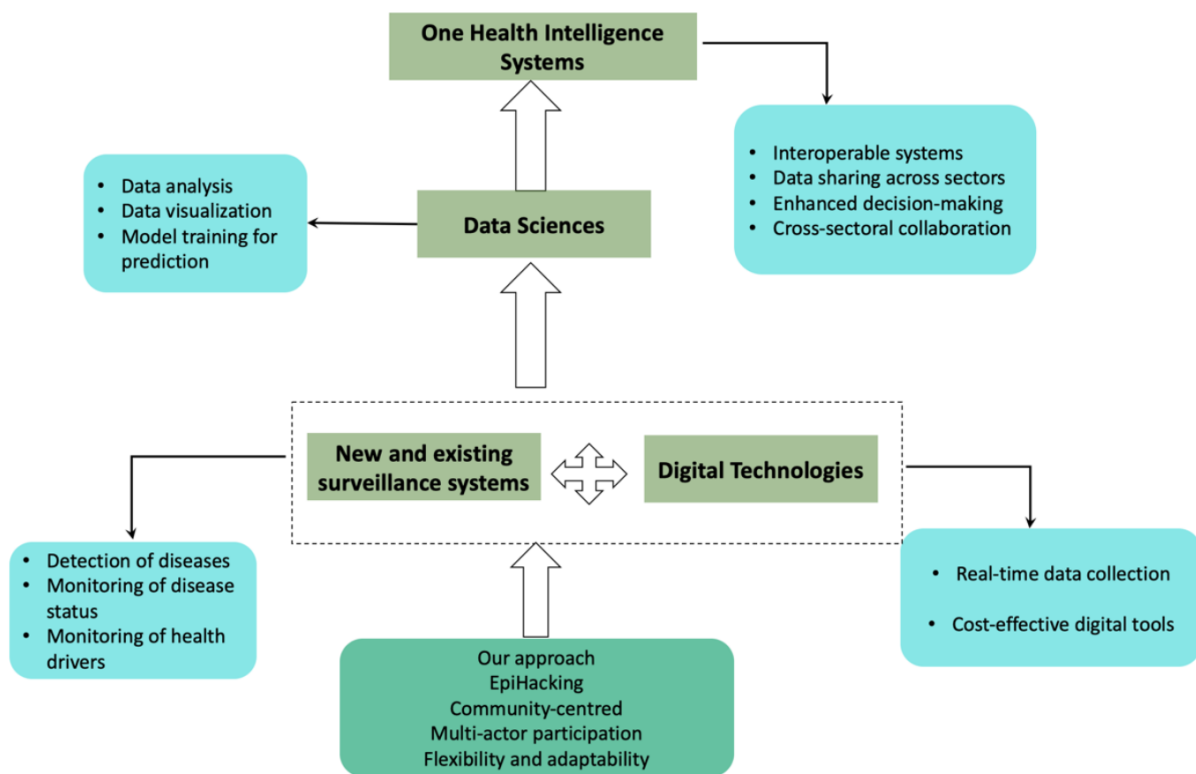 One Health Intelligence
Systems
• Interoperable systems
• Data sharing across sectors
• Enhanced decision-making
• Cross-sectoral collaboration
• Data analysis
• Data visualization
• Model training for
prediction
Data Sciences
New and existing
surveillance systems
Digital Technologies
• Detection of diseases
• Monitoring of disease
status
• Monitoring of health
drivers
• Real-time data collection
• Cost-effective digital tools
Our approach
EpiHacking
Community-centred
Multi-actor participation
Flexibility and adaptability